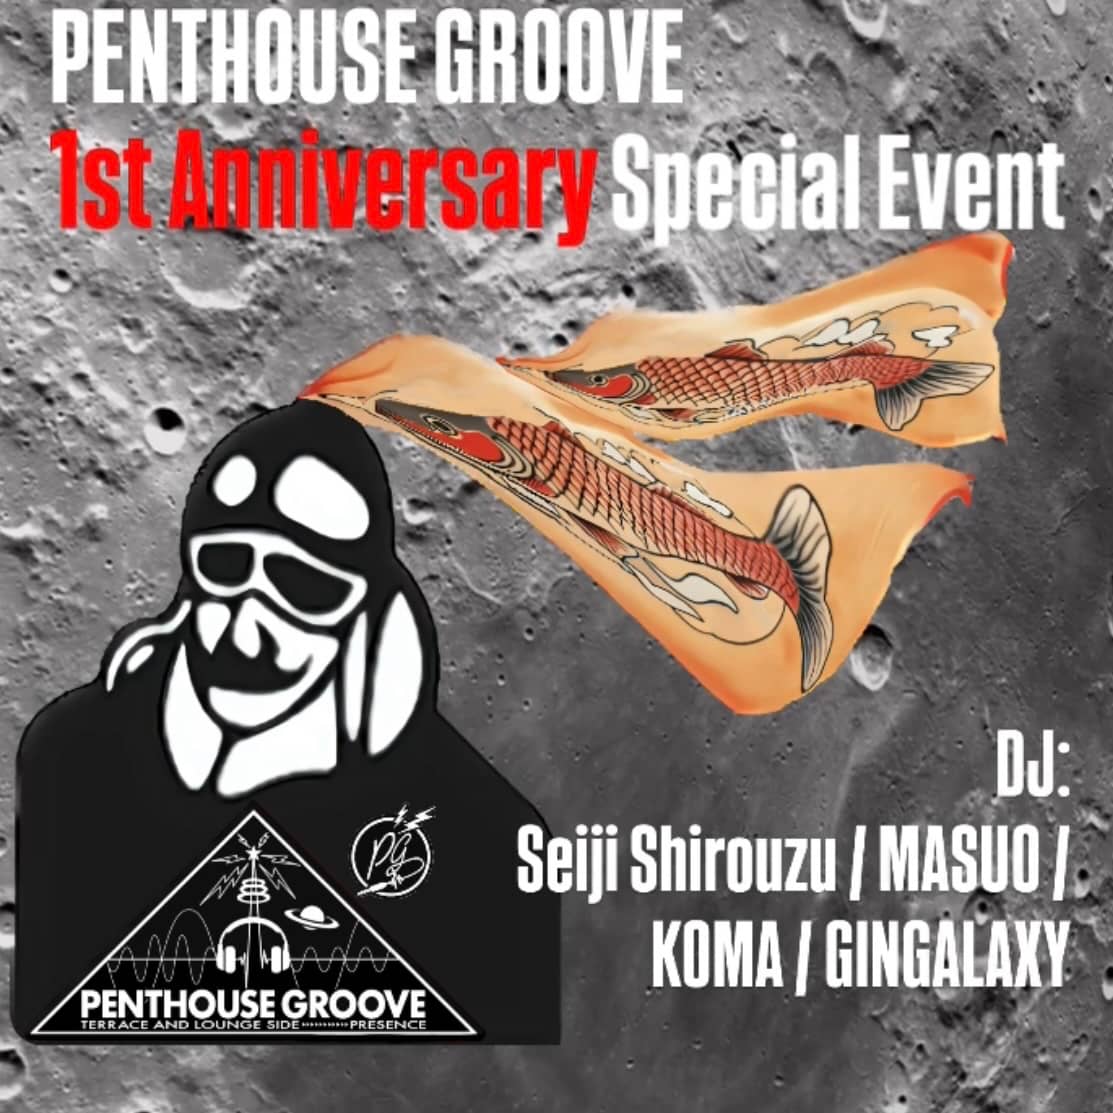 PENTHOUSE GROOVE
1st Anniversary Special Event
DJ:
Seiji Shirouzu / MASUO /
KOMA / GINGALAXY
PG
PENTHOUSE GROOVE
TERRACE AND LOUNGE SIDE »»»»»» PRESENCE